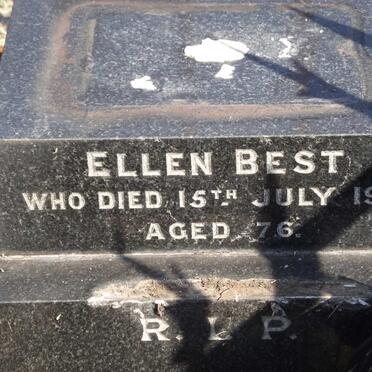 ELLEN BEST
WHO DIED 15TH JULY 19
AGED 76.
R.I.P.